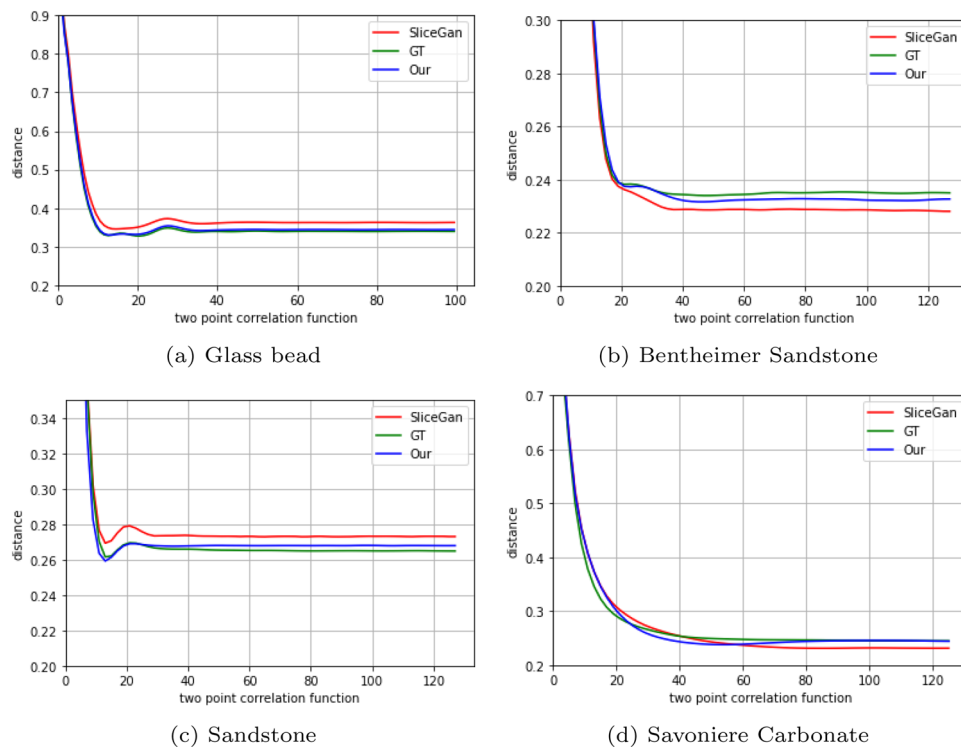 0.9
0.8
0.7
0.6
0.5
0.4
0.3
0.2
distance
0 20 40 60 80 100
two point correlation function
SliceGan
GT
Our
(a) Glass bead
0.30
0.28
0.26
0.24
0.22
0.20
distance
0 20 40 60 80 100 120
two point correlation function
SliceGan
GT
Our
(b) Bentheimer Sandstone
0.34
0.32
0.30
0.28
0.26
0.24
0.22
0.20
distance
0 20 40 60 80 100 120
two point correlation function
SliceGan
GT
Our
(c) Sandstone
0.7
0.6
0.5
0.4
0.3
0.2
distance
0 20 40 60 80 100 120
two point correlation function
SliceGan
GT
Our
(d) Savoniere Carbonate